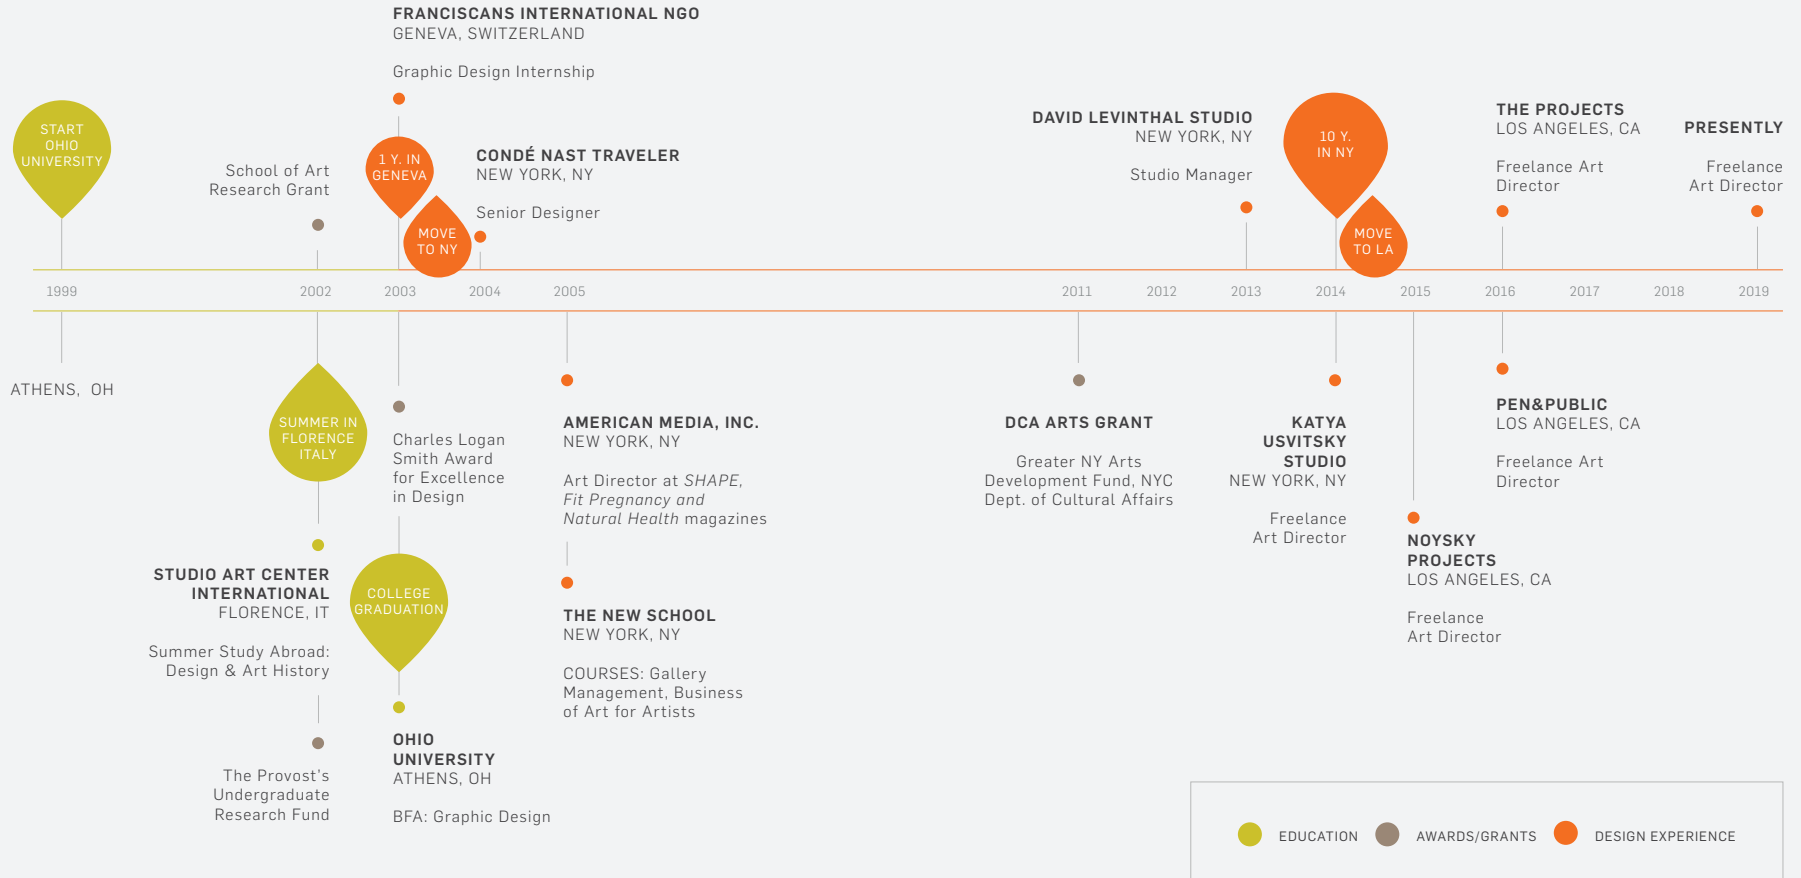 FRANCISCANS INTERNATIONAL NGO
GENEVA, SWITZERLAND
Graphic Design Internship
START
OHIO
UNIVERSITY
School of Art
Research Grant
1 Y. IN
GENEVA
MOVE
TO NY
CONDÉ NAST TRAVELER
NEW YORK, NY
Senior Designer
DAVID LEVINTHAL STUDIO
NEW YORK, NY
Studio Manager
10 Y.
IN NY
MOVE
TO LA
THE PROJECTS
LOS ANGELES, CA
Freelance Art
Director
PRESENTLY
Freelance
Art Director
1999
2002
2003
2004
2005
2011
2012
2013
2014
2015
2016
2017
2018
2019
ATHENS, OH
SUMMER IN
FLORENCE
ITALY
STUDIO ART CENTER
INTERNATIONAL
FLORENCE, IT
Summer Study Abroad:
Design & Art History
The Provost's
Undergraduate
Research Fund
Charles Logan
Smith Award
for Excellence
in Design
COLLEGE
GRADUATION
OHIO
UNIVERSITY
ATHENS, OH
BFA: Graphic Design
AMERICAN MEDIA, INC.
NEW YORK, NY
Art Director at SHAPE,
Fit Pregnancy and
Natural Health magazines
THE NEW SCHOOL
NEW YORK, NY
COURSES: Gallery
Management, Business
of Art for Artists
DCA ARTS GRANT
Greater NY Arts
Development Fund, NYC
Dept. of Cultural Affairs
KATYA
USVITSKY
STUDIO
NEW YORK, NY
Freelance
Art Director
NOYSKY
PROJECTS
LOS ANGELES, CA
Freelance
Art Director
PEN&PUBLIC
LOS ANGELES, CA
Freelance Art
Director
EDUCATION
AWARDS/GRANTS
DESIGN EXPERIENCE